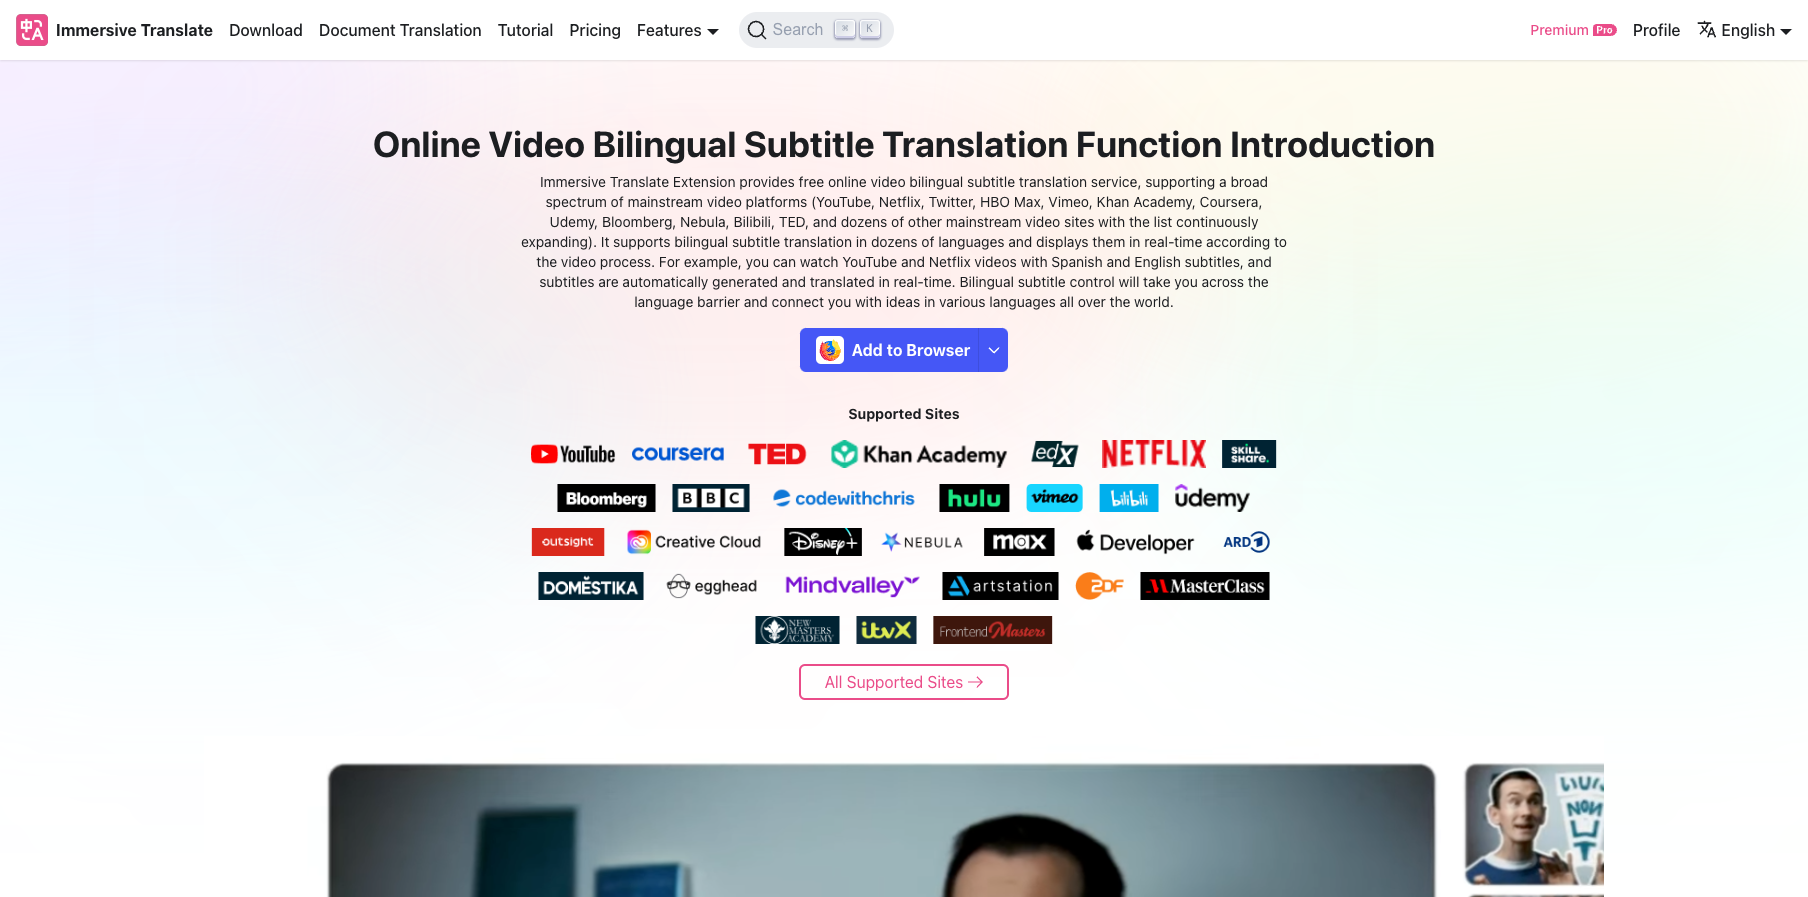 Immersive Translate Download Document Translation Tutorial Pricing Features Search ⌘ K Premium Pro Profile English
Online Video Bilingual Subtitle Translation Function Introduction
Immersive Translate Extension provides free online video bilingual subtitle translation service, supporting a broad
spectrum of mainstream video platforms (YouTube, Netflix, Twitter, HBO Max, Vimeo, Khan Academy, Coursera,
Udemy, Bloomberg, Nebula, Bilibili, TED, and dozens of other mainstream video sites with the list continuously
expanding). It supports bilingual subtitle translation in dozens of languages and displays them in real-time according to
the video process. For example, you can watch YouTube and Netflix videos with Spanish and English subtitles, and
subtitles are automatically generated and translated in real-time. Bilingual subtitle control will take you across the
language barrier and connect you with ideas in various languages all over the world.
Add to Browser
Supported Sites
YouTube coursera TED Khan Academy edX NETFLIX SKILL SHARE.
Bloomberg BBC codewithchris hulu vimeo bilibili ûdemy
outsight Creative Cloud Disney+ NEBULA max Developer ARD 1
DOMĚSTIKA egghead Mindvalley artstation ZDF MasterClass
NEW MASTERS ACADEMY itvX Frontend Masters
All Supported Sites →